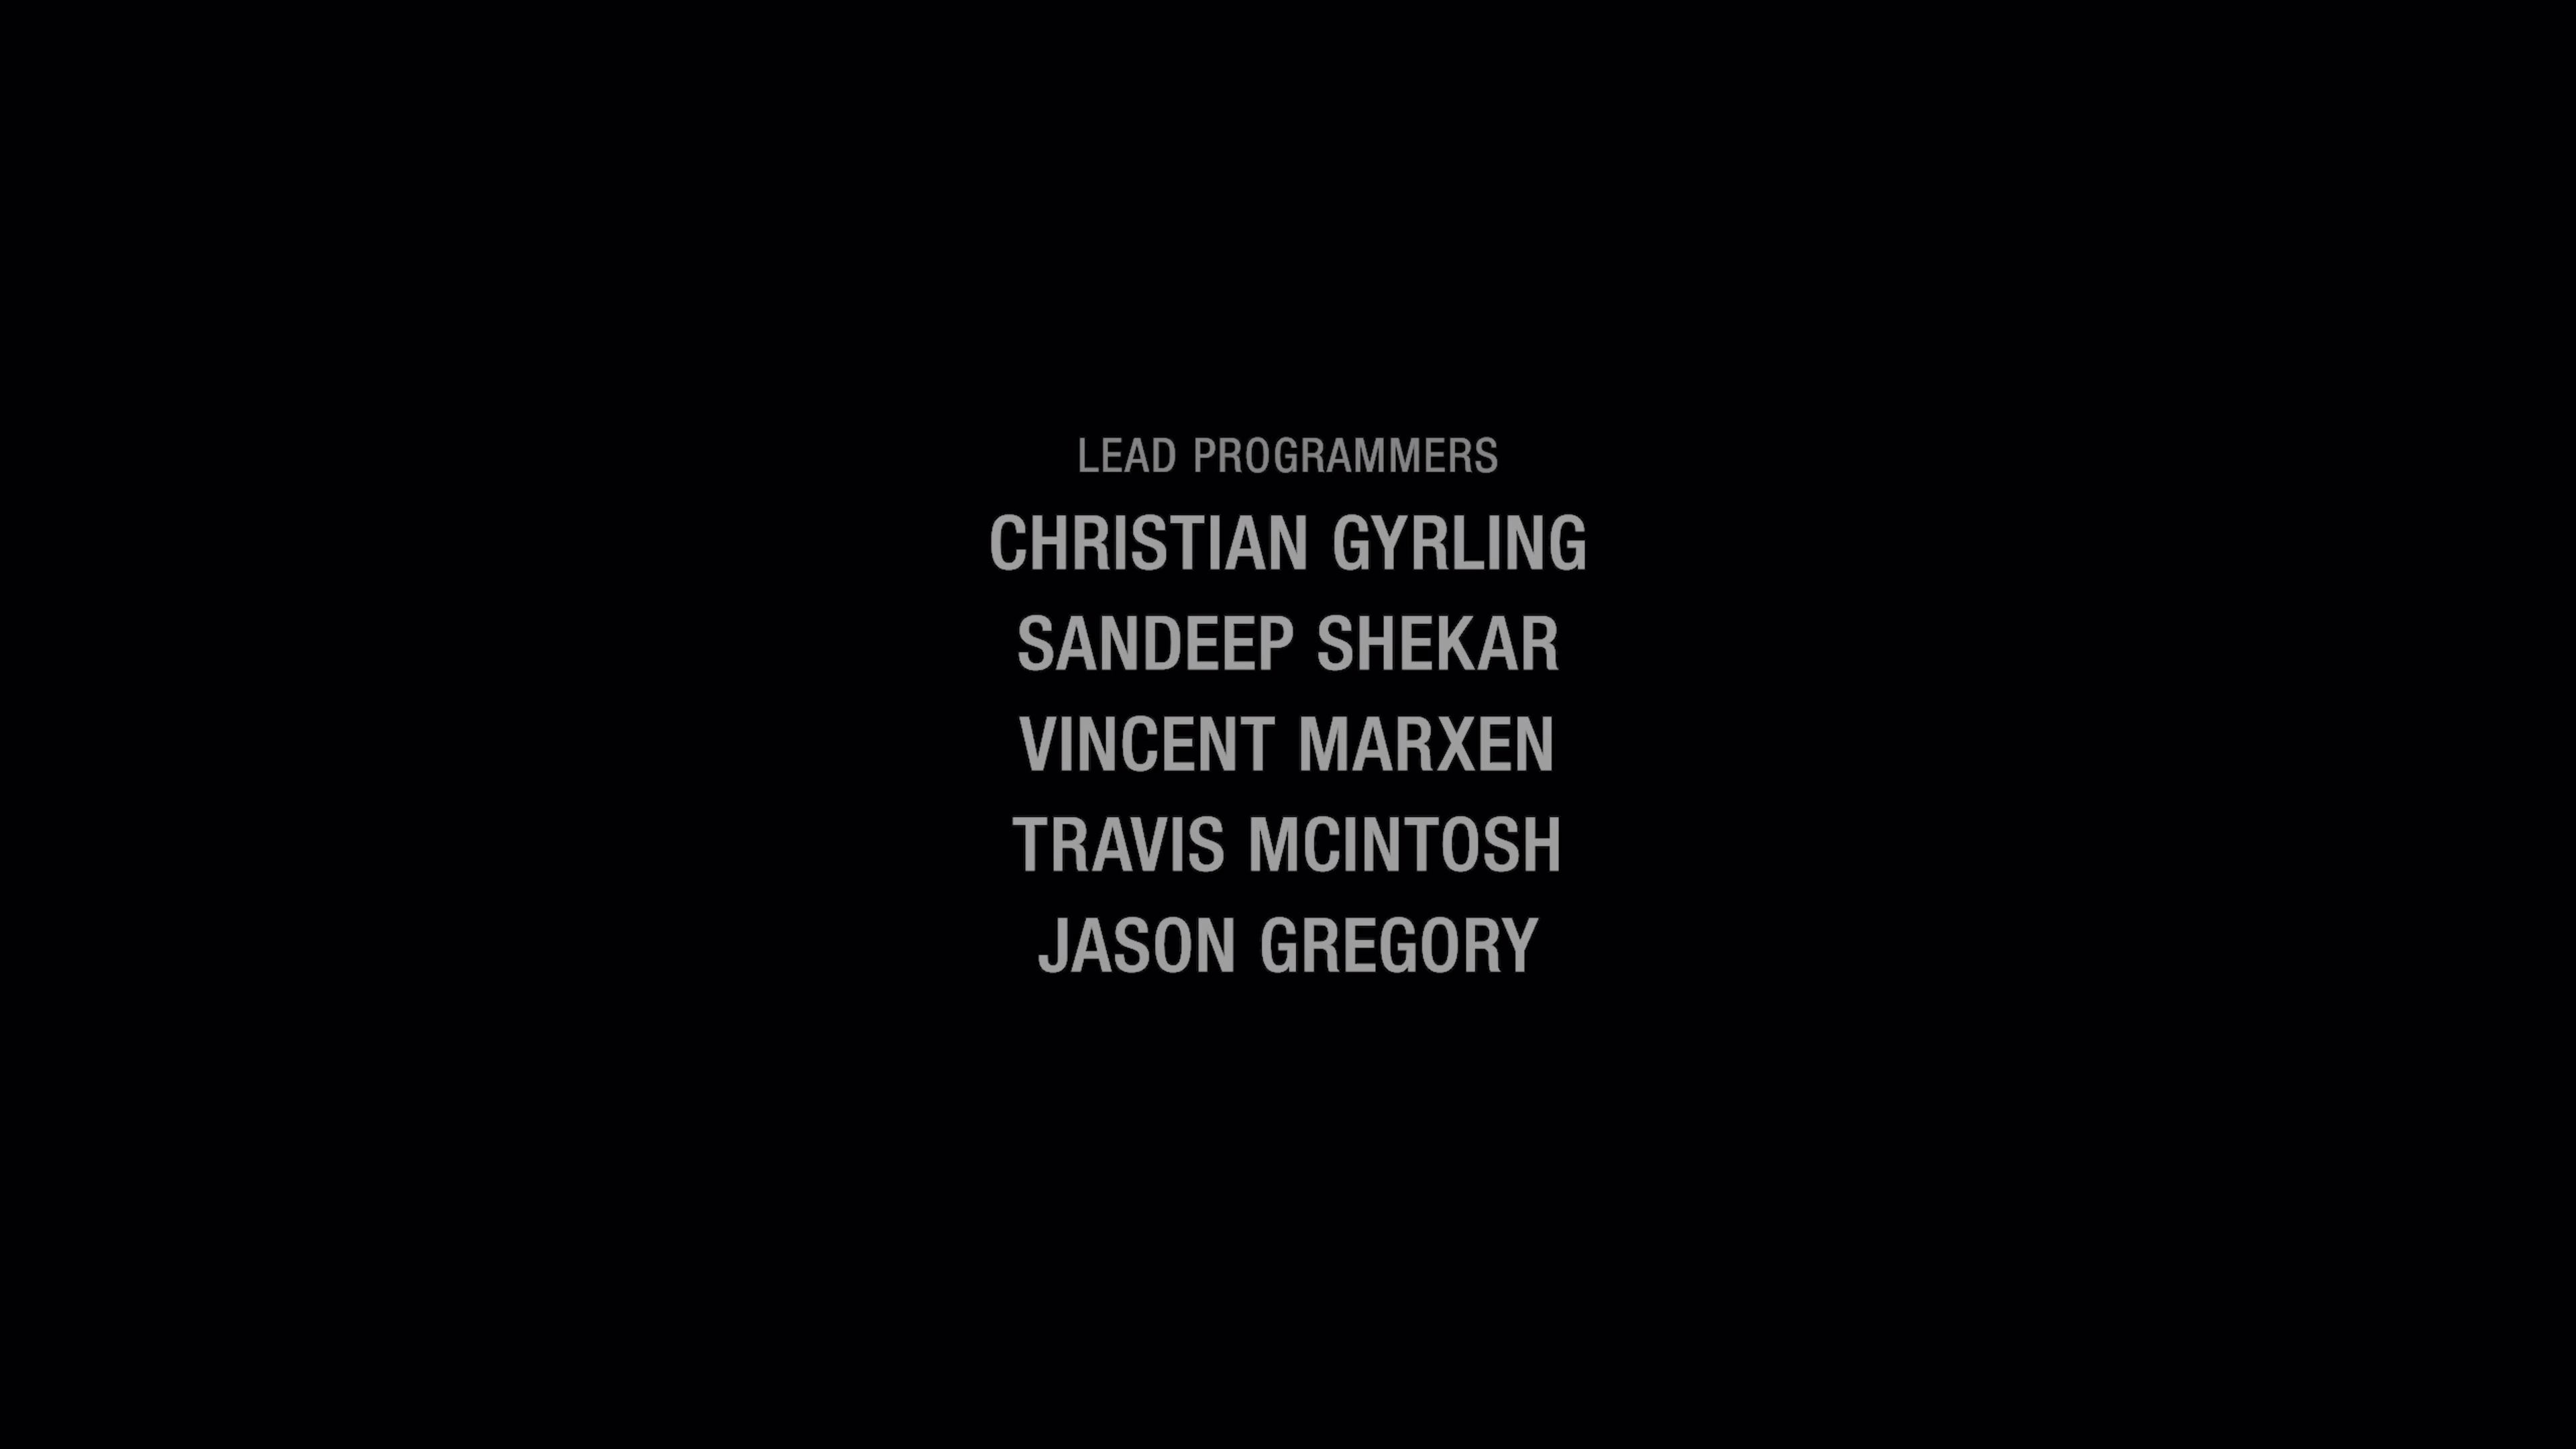 LEAD PROGRAMMERS
CHRISTIAN GYRLING
SANDEEP SHEKAR
VINCENT MARXEN
TRAVIS MCINTOSH
JASON GREGORY